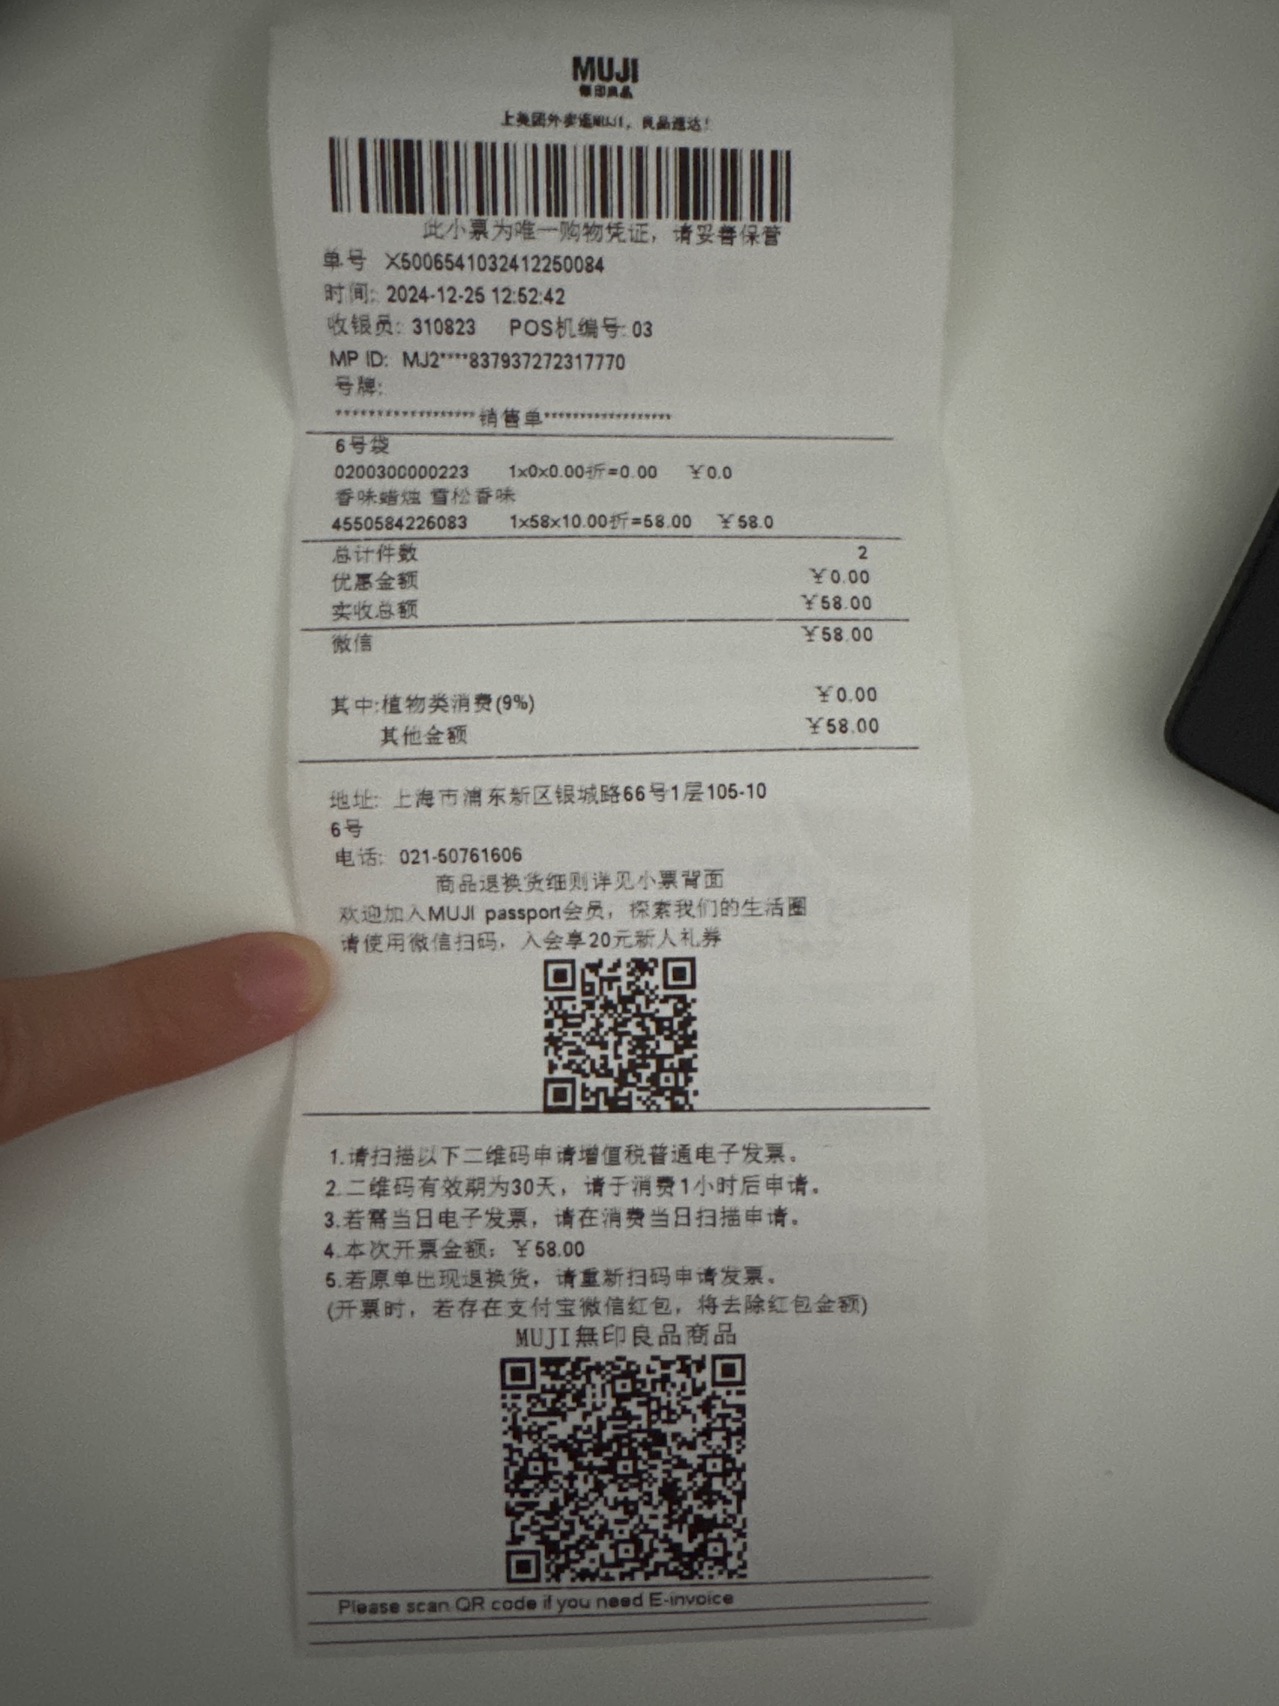 MUJI
無印良品
上美团外卖逛MUJI，良品速达！
此小票为唯一购物凭证，请妥善保管
单号 X5006541032412250084
时间: 2024-12-25 12:52:42
收银员: 310823 POS机编号: 03
MP ID: MJ2****837937272317770
号牌:
******************销售单******************
6号袋
0200300000223 1x0x0.00折=0.00 ￥0.0
香味蜡烛 雪松香味
4550584226083 1x58x10.00折=58.00 ￥58.0
总计件数 2
优惠金额 ￥0.00
实收总额 ￥58.00
微信 ￥58.00
其中:植物类消费(9%) ￥0.00
其他金额 ￥58.00
地址: 上海市浦东新区银城路66号1层105-10
6号
电话: 021-50761606
商品退换货细则详见小票背面
欢迎加入MUJI passport会员，探索我们的生活圈
请使用微信扫码，入会享20元新人礼券
1.请扫描以下二维码申请增值税普通电子发票。
2.二维码有效期为30天，请于消费1小时后申请。
3.若需当日电子发票，请在消费当日扫描申请。
4.本次开票金额：￥58.00
5.若原单出现退换货，请重新扫码申请发票。
(开票时，若存在支付宝微信红包，将去除红包金额)
MUJI無印良品商品
Please scan QR code if you need E-invoice